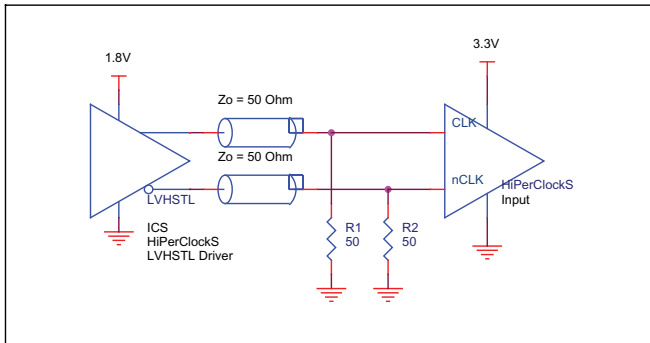 1.8V
3.3V
Zo = 50 Ohm
CLK
Zo = 50 Ohm
nCLK
LVHSTL
HiPerClockS
Input
ICS
HiPerClockS
LVHSTL Driver
R1
50
R2
50